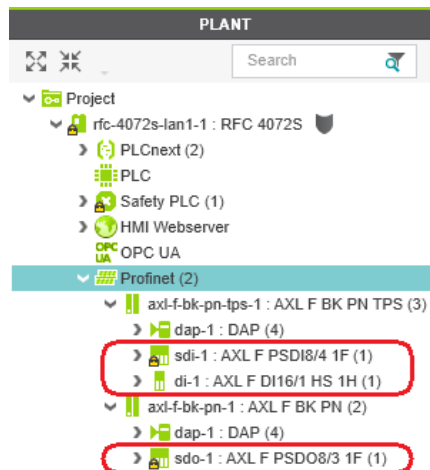 PLANT
Search
Project
rfc-4072s-lan1-1 : RFC 4072S
PLCnext (2)
PLC
Safety PLC (1)
HMI Webserver
OPC UA OPC UA
Profinet (2)
axl-f-bk-pn-tps-1 : AXL F BK PN TPS (3)
dap-1 : DAP (4)
sdi-1 : AXL F PSDI8/4 1F (1)
di-1 : AXL F DI16/1 HS 1H (1)
axl-f-bk-pn-1 : AXL F BK PN (2)
dap-1 : DAP (4)
sdo-1 : AXL F PSDO8/3 1F (1)